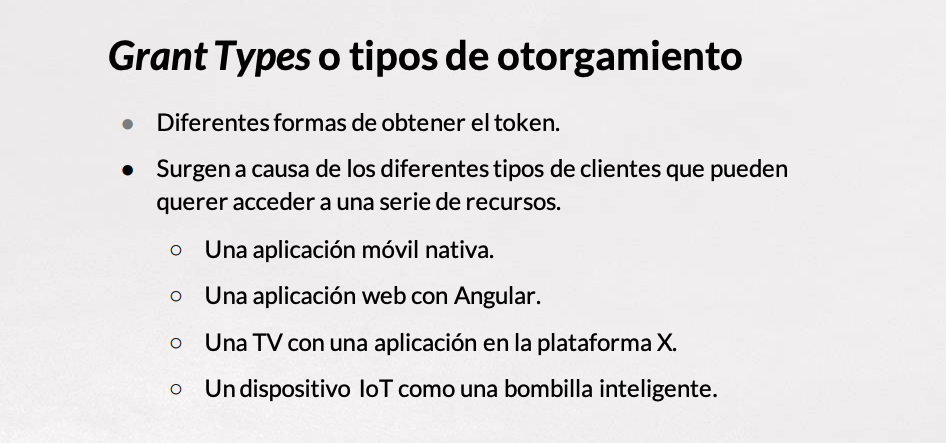 Grant Types o tipos de otorgamiento
● Diferentes formas de obtener el token.
● Surgen a causa de los diferentes tipos de clientes que pueden
querer acceder a una serie de recursos.
○ Una aplicación móvil nativa.
○ Una aplicación web con Angular.
○ Una TV con una aplicación en la plataforma X.
○ Un dispositivo IoT como una bombilla inteligente.